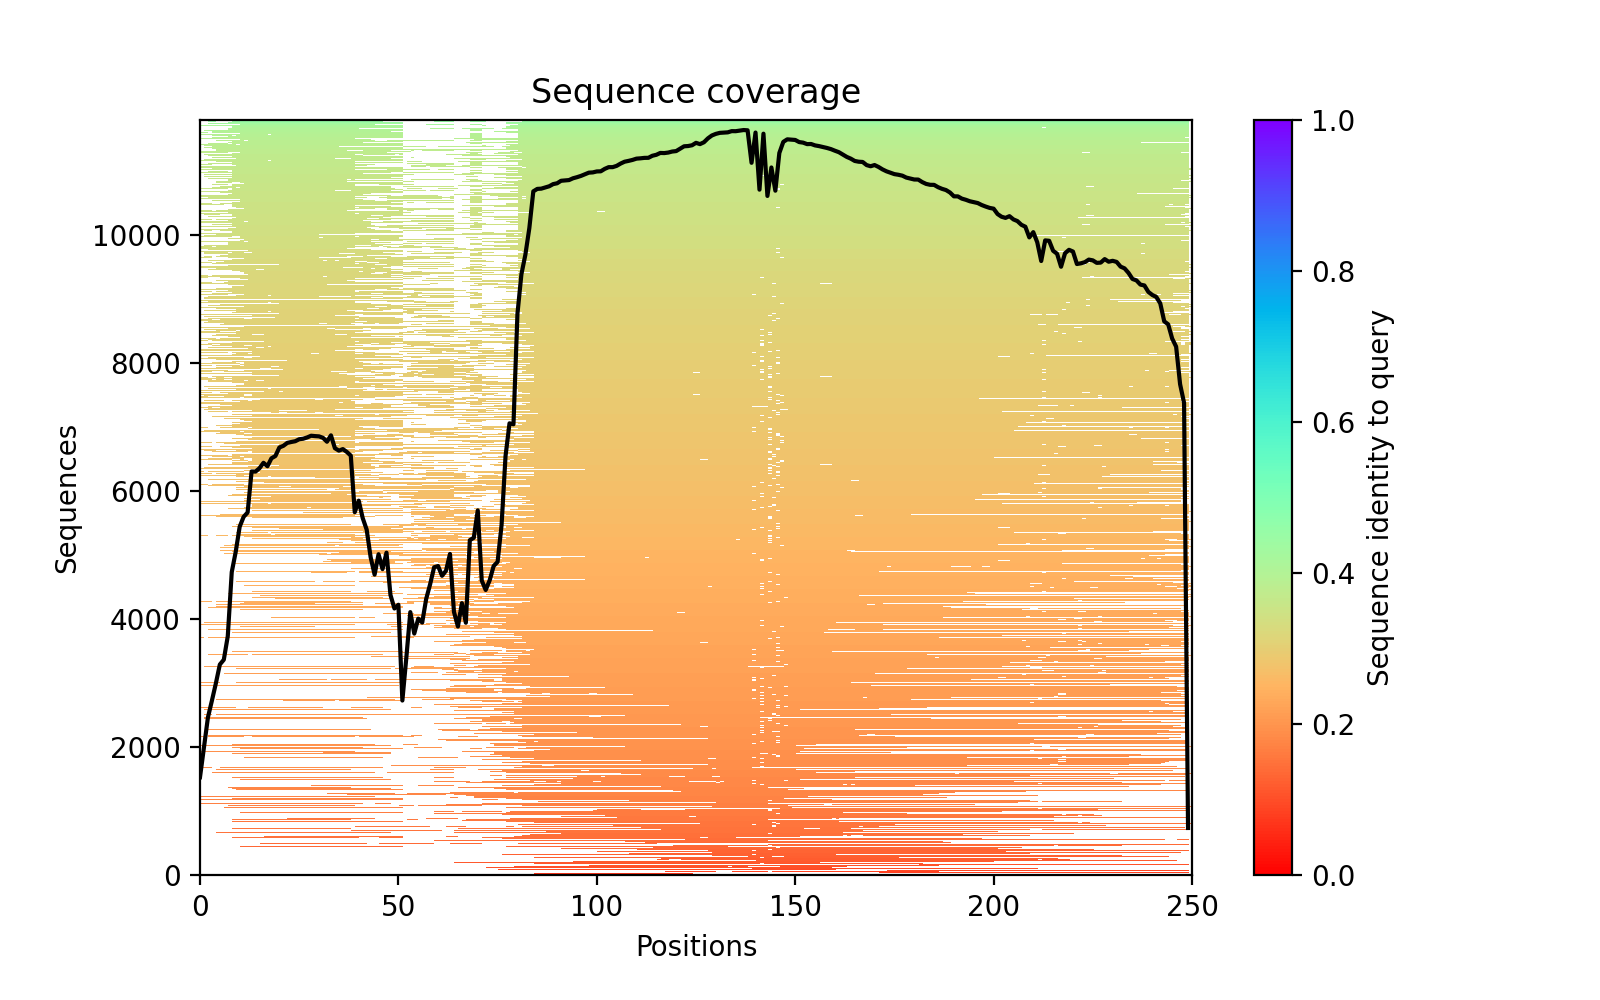 Sequence coverage
Sequences
10000
8000
6000
4000
2000
0
0 50 100 150 200 250
Positions
1.0
0.8
0.6
0.4
0.2
0.0
Sequence identity to query